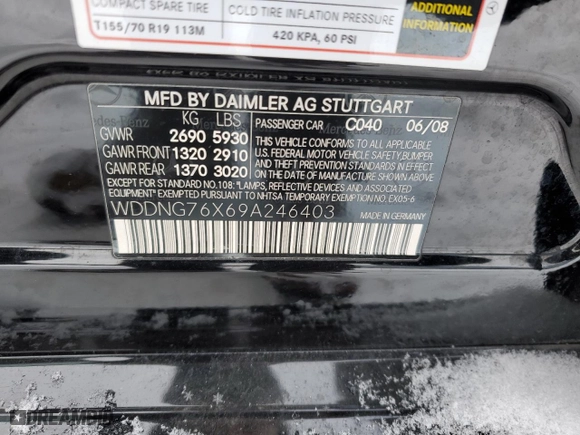 COMPACT SPARE TIRE
T155/70 R19 113M
COLD TIRE INFLATION PRESSURE
420 KPA, 60 PSI
ADDITIONAL
INFORMATION
MFD BY DAIMLER AG STUTTGART
KG LBS
GVWR 2690 5930
GAWR FRONT 1320 2910
GAWR REAR 1370 3020
PASSENGER CAR C040 06/08
THIS VEHICLE CONFORMS TO ALL APPLICABLE
U.S. FEDERAL MOTOR VEHICLE SAFETY,BUMPER
AND THEFT PREVENTION STANDARDS IN EFFECT
ON THE DATE OF MANUFACTURE SHOWN ABOVE.
EXCEPT FOR STANDARD NO.108: "LAMPS, REFLECTIVE DEVICES, AND ASSOCIATED
EQUIPMENT" EXEMPTED PURSUANT TO NHTSA TEMPORARY EXEMPTION NO. EX05-6
WDDNG76X69A246403
MADE IN GERMANY
DREAMBID